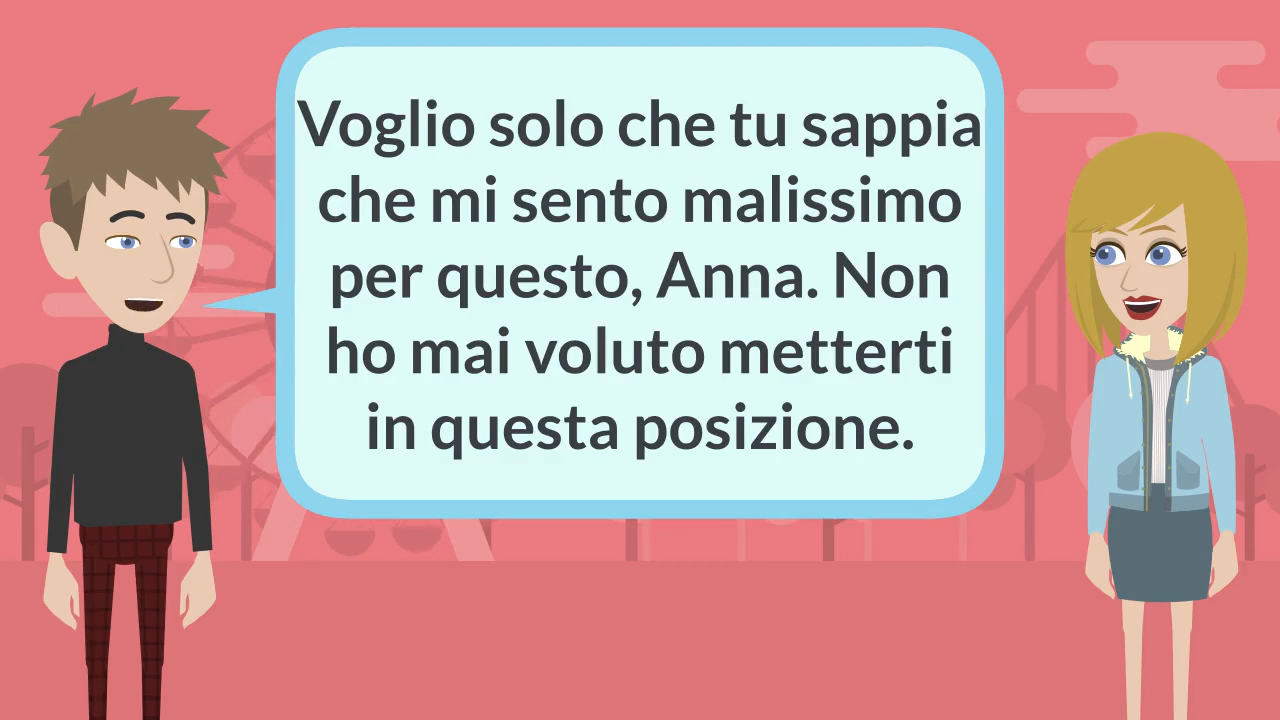 Voglio solo che tu sappia
che mi sento malissimo
per questo, Anna. Non
ho mai voluto metterti
in questa posizione.